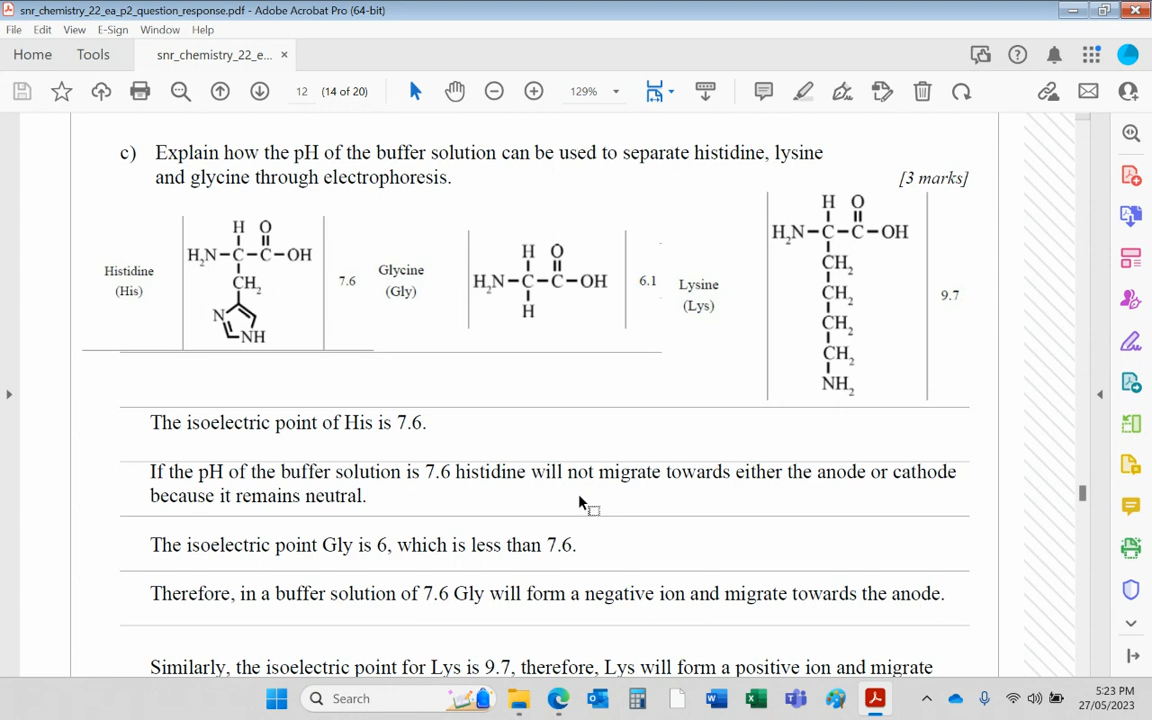 snr_chemistry_22_ea_p2_question_response.pdf - Adobe Acrobat Pro (64-bit)
File Edit View E-Sign Window Help
Home Tools snr_chemistry_22_e... ×
12 (14 of 20) 129%
c) Explain how the pH of the buffer solution can be used to separate histidine, lysine
and glycine through electrophoresis.
[3 marks]
Histidine
(His)
H O
H2N–C–C–OH
CH2
N
NH
7.6
Glycine
(Gly)
H O
H2N–C–C–OH
H
6.1
Lysine
(Lys)
H O
H2N–C–C–OH
CH2
CH2
CH2
CH2
NH2
9.7
The isoelectric point of His is 7.6.
If the pH of the buffer solution is 7.6 histidine will not migrate towards either the anode or cathode
because it remains neutral.
The isoelectric point Gly is 6, which is less than 7.6.
Therefore, in a buffer solution of 7.6 Gly will form a negative ion and migrate towards the anode.
Similarly, the isoelectric point for Lys is 9.7, therefore, Lys will form a positive ion and migrate
Search
5:23 PM
27/05/2023